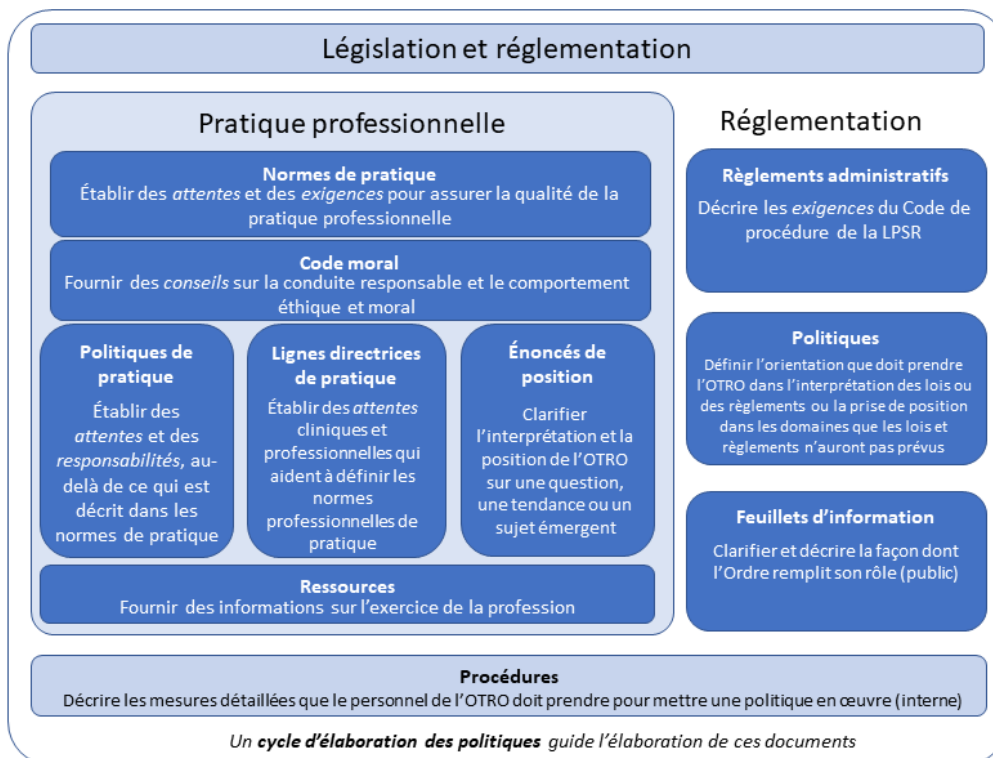 Législation et réglementation
Pratique professionnelle
Normes de pratique
Établir des attentes et des exigences pour assurer la qualité de la
pratique professionnelle
Code moral
Fournir des conseils sur la conduite responsable et le comportement
éthique et moral
Politiques de
pratique
Établir des
attentes et des
responsabilités, au-
delà de ce qui est
décrit dans les
normes de pratique
Lignes directrices
de pratique
Établir des attentes
cliniques et
professionnelles qui
aident à définir les
normes
professionnelles de
pratique
Énoncés de
position
Clarifier
l’interprétation et la
position de l’OTRO
sur une question,
une tendance ou un
sujet émergent
Ressources
Fournir des informations sur l’exercice de la profession
Réglementation
Règlements administratifs
Décrire les exigences du Code de
procédure de la LPSR
Politiques
Définir l’orientation que doit prendre
l’OTRO dans l’interprétation des lois ou
des règlements ou la prise de position
dans les domaines que les lois et
règlements n’auront pas prévus
Feuillets d’information
Clarifier et décrire la façon dont
l’Ordre remplit son rôle (public)
Procédures
Décrire les mesures détaillées que le personnel de l’OTRO doit prendre pour mettre une politique en œuvre (interne)
Un cycle d’élaboration des politiques guide l’élaboration de ces documents